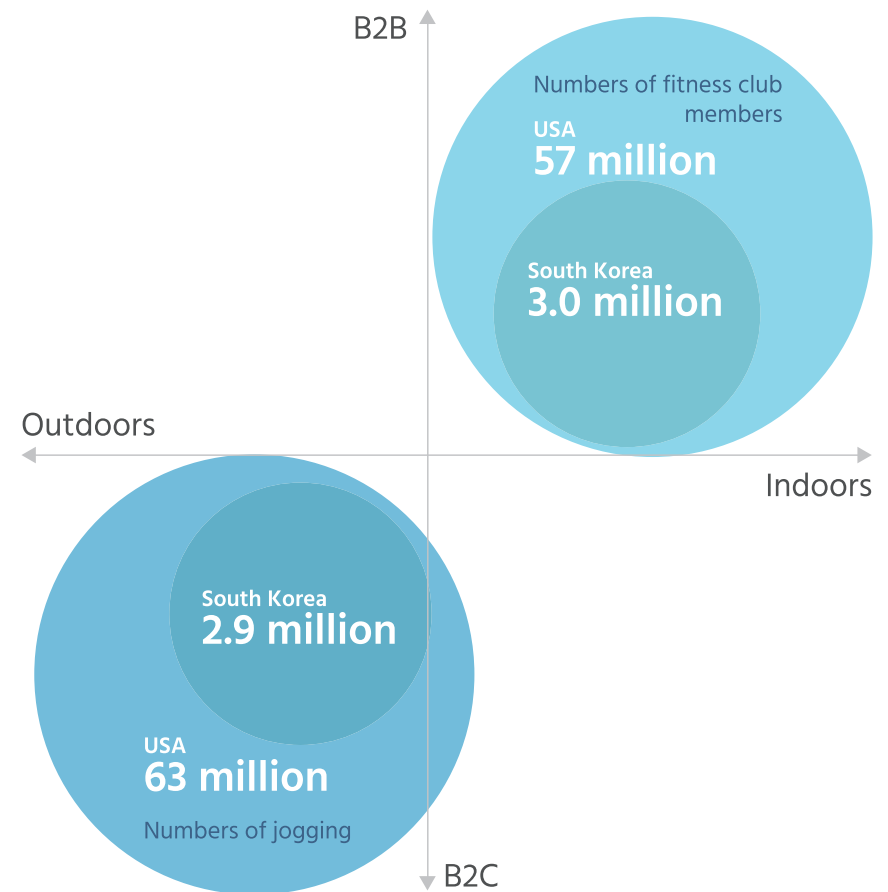 B2B
Numbers of fitness club
members
USA
57 million
South Korea
3.0 million
Outdoors
Indoors
South Korea
2.9 million
USA
63 million
Numbers of jogging
B2C